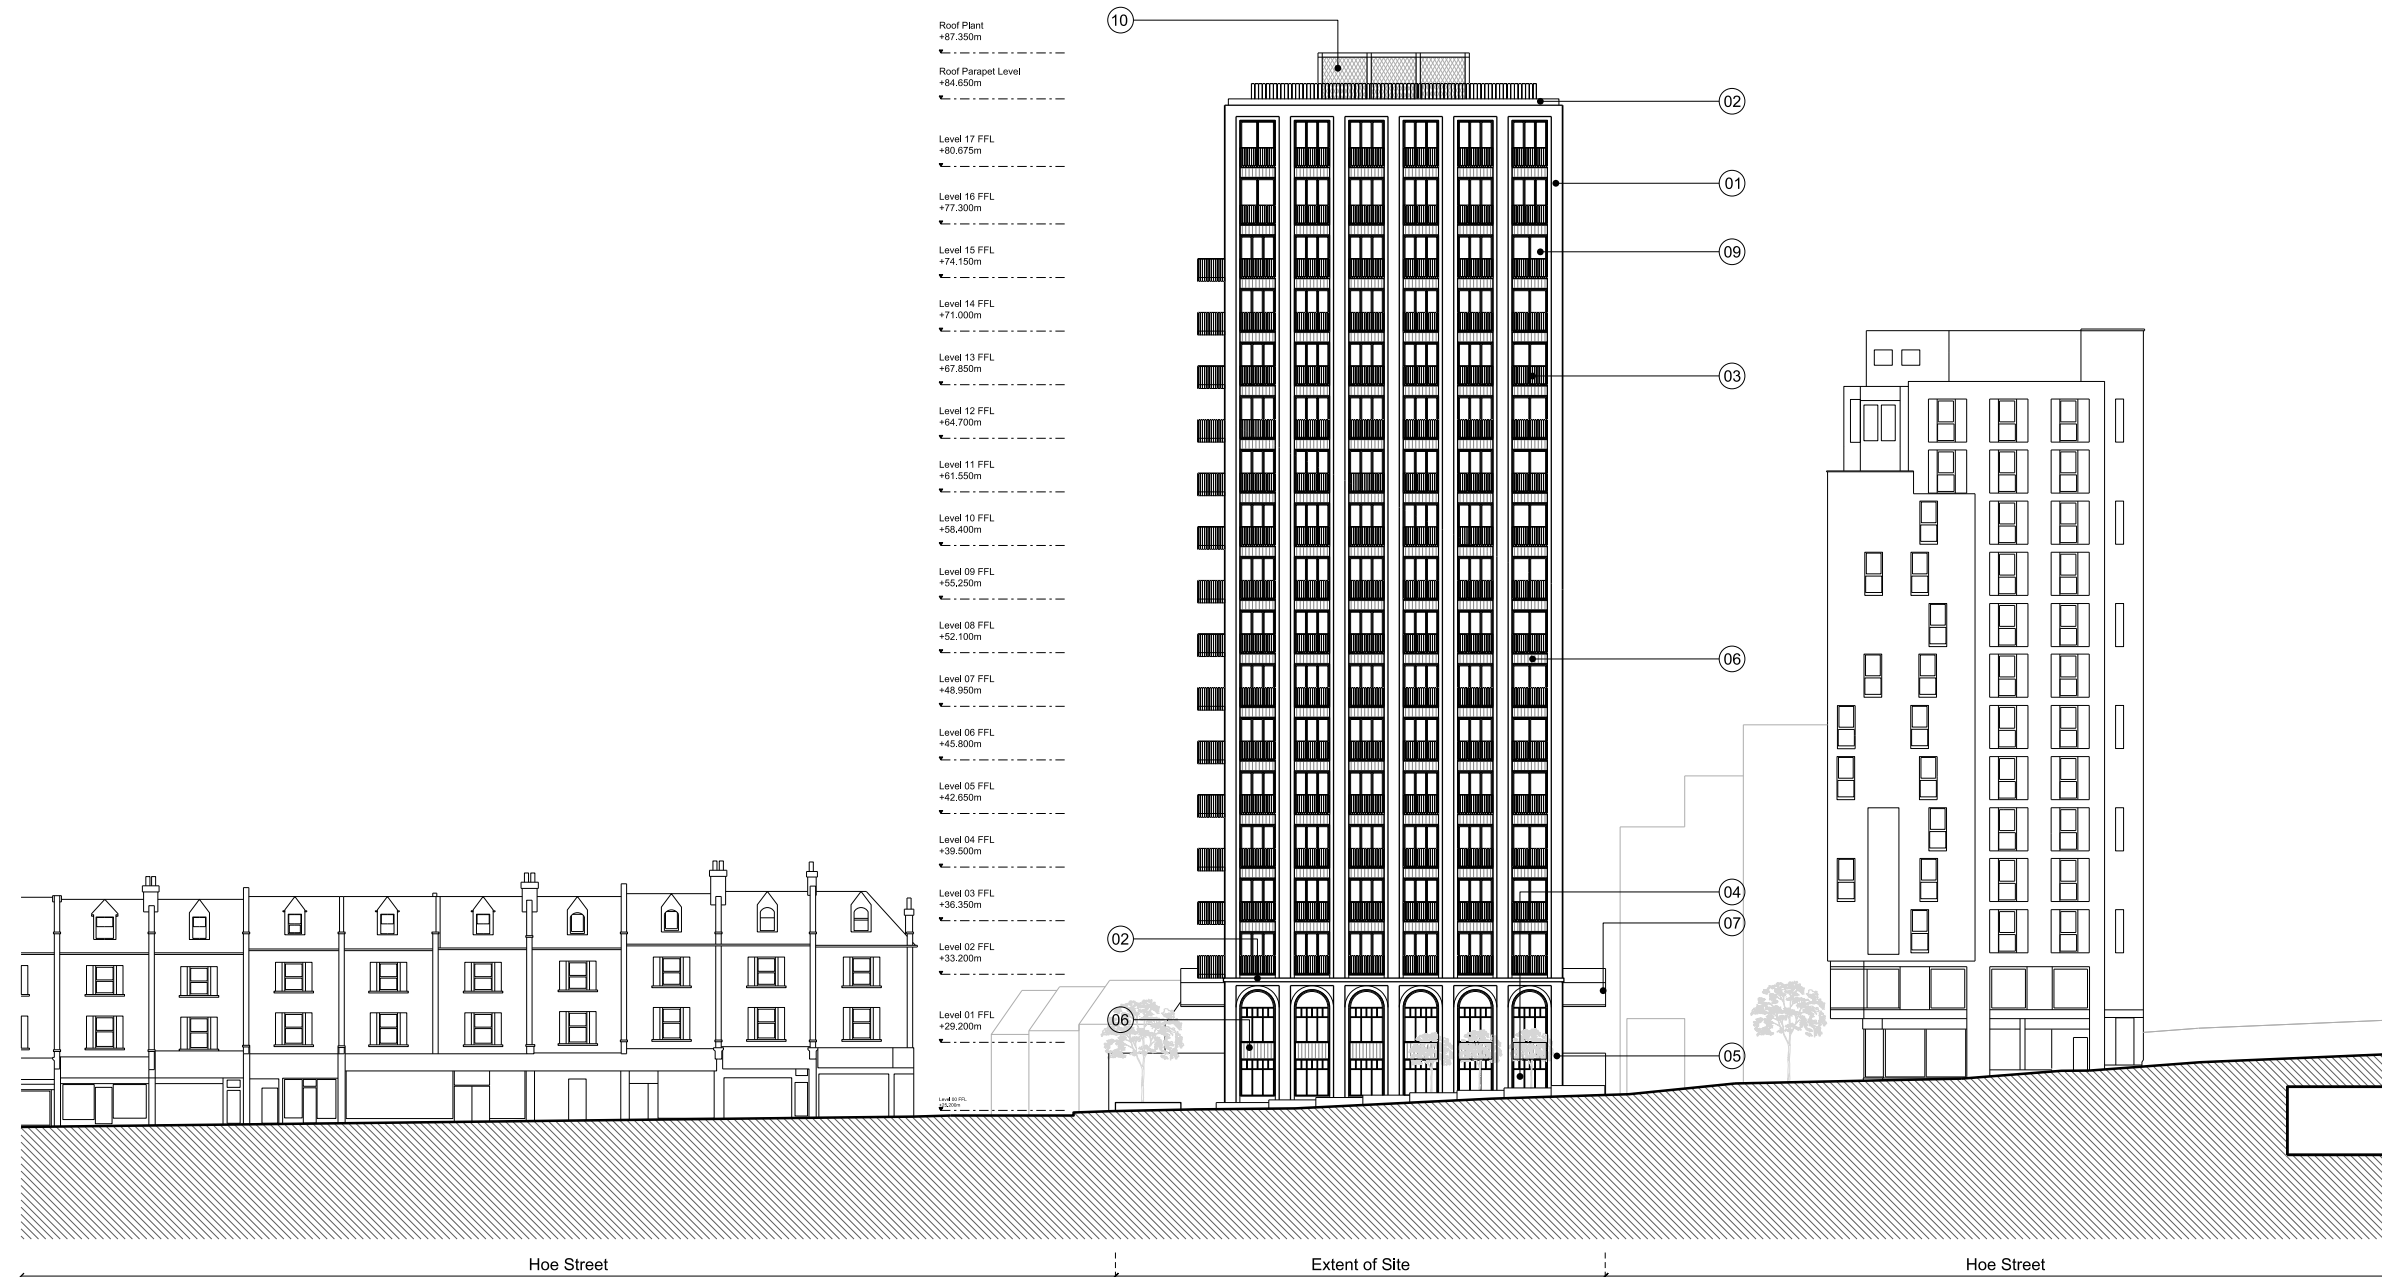 Roof Plant
+87.350m
Roof Parapet Level
+84.650m
Level 17 FFL
+80.675m
Level 16 FFL
+77.300m
Level 15 FFL
+74.150m
Level 14 FFL
+71.000m
Level 13 FFL
+67.850m
Level 12 FFL
+64.700m
Level 11 FFL
+61.550m
Level 10 FFL
+58.400m
Level 09 FFL
+55.250m
Level 08 FFL
+52.100m
Level 07 FFL
+48.950m
Level 06 FFL
+45.800m
Level 05 FFL
+42.650m
Level 04 FFL
+39.500m
Level 03 FFL
+36.350m
Level 02 FFL
+33.200m
Level 01 FFL
+29.200m
Level 00 FFL
+25.200m
10
02
06
02
01
09
03
06
04
07
05
Hoe Street
Extent of Site
Hoe Street